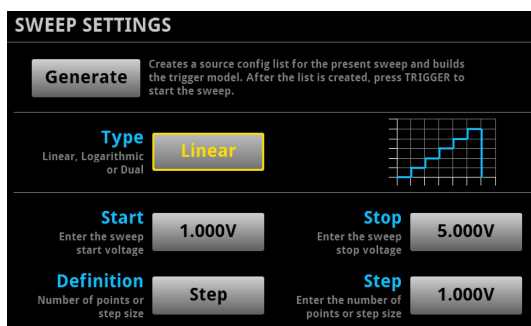 SWEEP SETTINGS
Generate
Creates a source config list for the present sweep and builds
the trigger model. After the list is created, press TRIGGER to
start the sweep.
Type
Linear, Logarithmic
or Dual
Linear
Start
Enter the sweep
start voltage
1.000V
Stop
Enter the sweep
stop voltage
5.000V
Definition
Number of points or
step size
Step
Step
Enter the number of
points or step size
1.000V